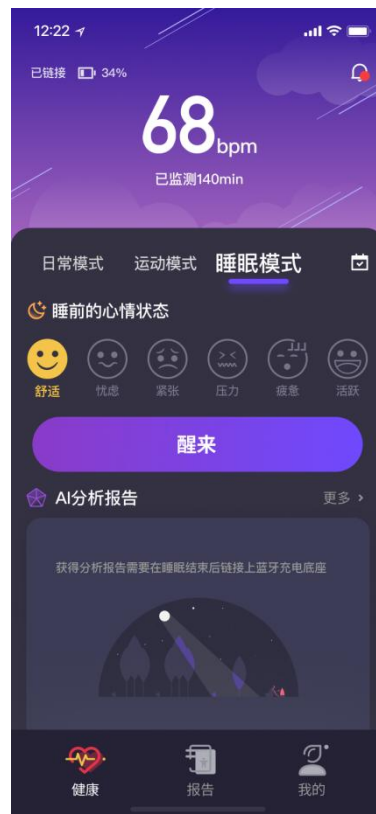 12:22
已链接 34%
68bpm
已监测140min
日常模式 运动模式 睡眠模式
睡前的心情状态
舒适 忧虑 紧张 压力 疲惫 活跃
醒来
AI分析报告 更多 >
获得分析报告需要在睡眠结束后链接上蓝牙充电底座
健康 报告 我的